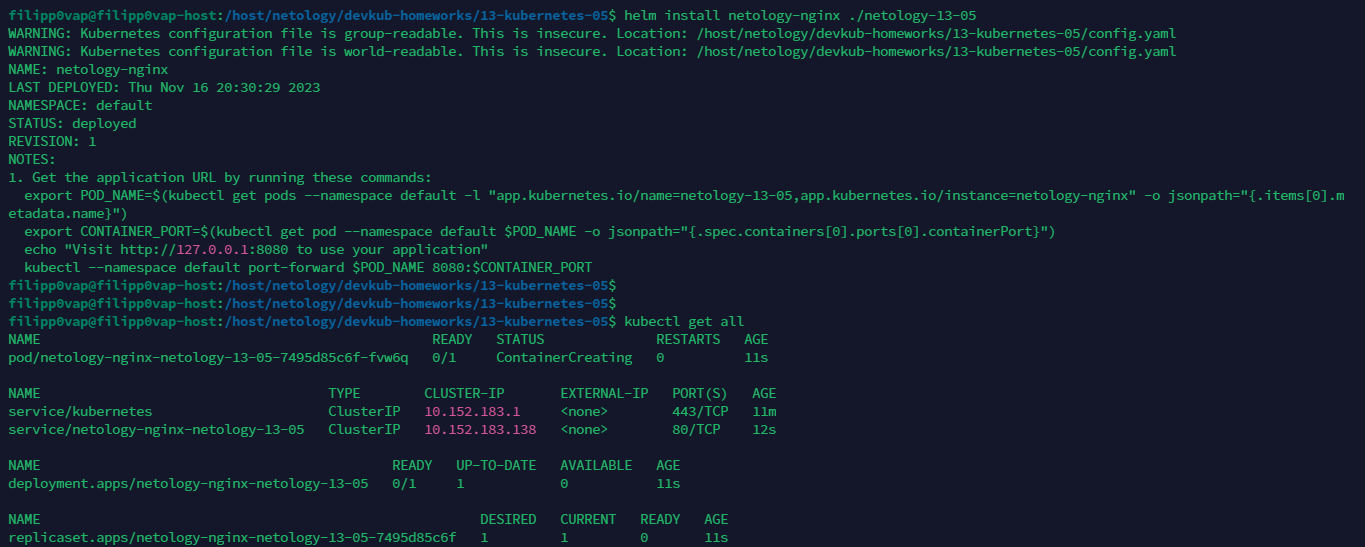 filipp0vap@filipp0vap-host:/host/netology/devkub-homeworks/13-kubernetes-05$ helm install netology-nginx ./netology-13-05
WARNING: Kubernetes configuration file is group-readable. This is insecure. Location: /host/netology/devkub-homeworks/13-kubernetes-05/config.yaml
WARNING: Kubernetes configuration file is world-readable. This is insecure. Location: /host/netology/devkub-homeworks/13-kubernetes-05/config.yaml
NAME: netology-nginx
LAST DEPLOYED: Thu Nov 16 20:30:29 2023
NAMESPACE: default
STATUS: deployed
REVISION: 1
NOTES:
1. Get the application URL by running these commands:
  export POD_NAME=$(kubectl get pods --namespace default -l "app.kubernetes.io/name=netology-13-05,app.kubernetes.io/instance=netology-nginx" -o jsonpath="{.items[0].m
etadata.name}")
  export CONTAINER_PORT=$(kubectl get pod --namespace default $POD_NAME -o jsonpath="{.spec.containers[0].ports[0].containerPort}")
  echo "Visit http://127.0.0.1:8080 to use your application"
  kubectl --namespace default port-forward $POD_NAME 8080:$CONTAINER_PORT
filipp0vap@filipp0vap-host:/host/netology/devkub-homeworks/13-kubernetes-05$
filipp0vap@filipp0vap-host:/host/netology/devkub-homeworks/13-kubernetes-05$
filipp0vap@filipp0vap-host:/host/netology/devkub-homeworks/13-kubernetes-05$ kubectl get all
NAME                                                 READY   STATUS              RESTARTS   AGE
pod/netology-nginx-netology-13-05-7495d85c6f-fvw6q   0/1     ContainerCreating   0          11s

NAME                                    TYPE        CLUSTER-IP       EXTERNAL-IP   PORT(S)   AGE
service/kubernetes                      ClusterIP   10.152.183.1     <none>        443/TCP   11m
service/netology-nginx-netology-13-05   ClusterIP   10.152.183.138   <none>        80/TCP    12s

NAME                                            READY   UP-TO-DATE   AVAILABLE   AGE
deployment.apps/netology-nginx-netology-13-05   0/1     1            0           11s

NAME                                                       DESIRED   CURRENT   READY   AGE
replicaset.apps/netology-nginx-netology-13-05-7495d85c6f   1         1         0       11s